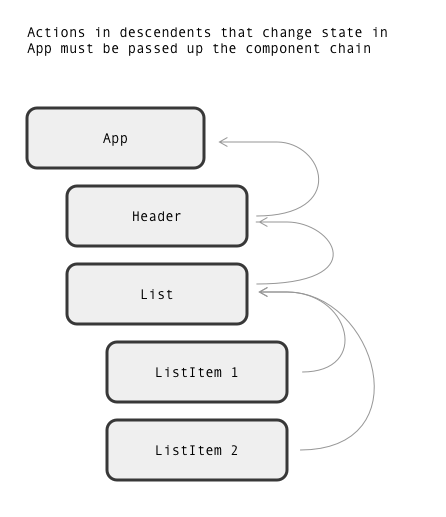 Actions in descendents that change state in
App must be passed up the component chain
App
Header
List
ListItem 1
ListItem 2